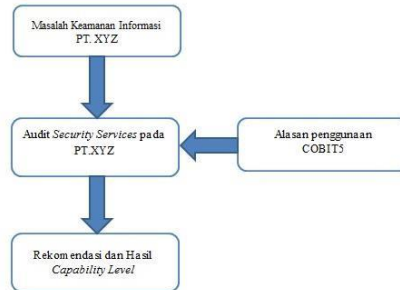 Masalah Keamanan Informasi
PT. XYZ
Audit Security Services pada
PT.XYZ
Alasan penggunaan
COBIT5
Rekomendasi dan Hasil
Capability Level